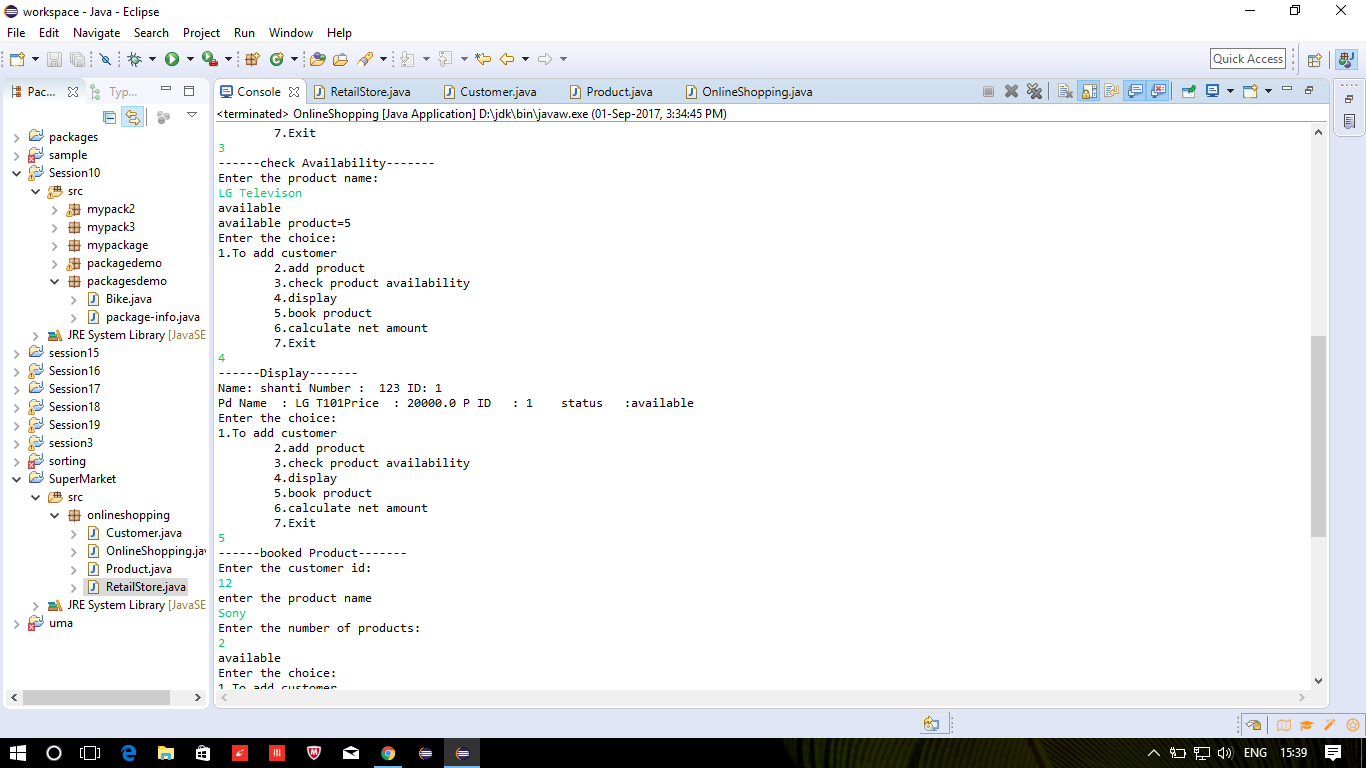 workspace - Java - Eclipse
File Edit Navigate Search Project Run Window Help
Quick Access
Pac... Typ... Console RetailStore.java Customer.java Product.java OnlineShopping.java
<terminated> OnlineShopping [Java Application] D:\jdk\bin\javaw.exe (01-Sep-2017, 3:34:45 PM)
packages
sample
Session10
src
mypack2
mypack3
mypackage
packagedemo
packagesdemo
Bike.java
package-info.java
JRE System Library [JavaSE
session15
Session16
Session17
Session18
Session19
session3
sorting
SuperMarket
src
onlineshopping
Customer.java
OnlineShopping.jav
Product.java
RetailStore.java
JRE System Library [JavaSE
uma
7.Exit
3
------check Availability-------
Enter the product name:
LG Televison
available
available product=5
Enter the choice:
1.To add customer
2.add product
3.check product availability
4.display
5.book product
6.calculate net amount
7.Exit
4
------Display-------
Name: shanti Number :  123 ID: 1
Pd Name  : LG T101Price  : 20000.0 P ID   : 1    status   :available
Enter the choice:
1.To add customer
2.add product
3.check product availability
4.display
5.book product
6.calculate net amount
7.Exit
5
------booked Product-------
Enter the customer id:
12
enter the product name
Sony
Enter the number of products:
2
available
Enter the choice:
1.To add customer
ENG 15:39